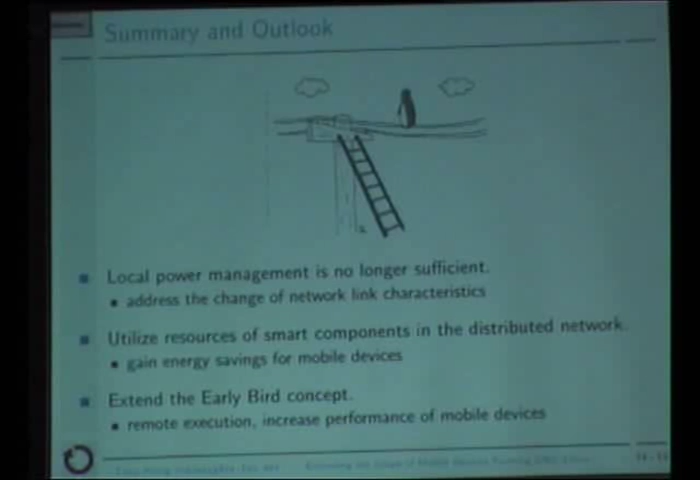 Summary and Outlook
Local power management is no longer sufficient.
address the change of network link characteristics
Utilize resources of smart components in the distributed network.
gain energy savings for mobile devices
Extend the Early Bird concept.
remote execution, increase performance of mobile devices